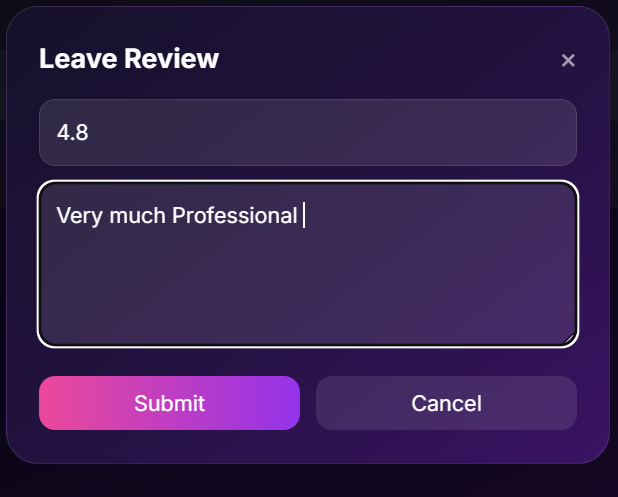 Leave Review
×
4.8
Very much Professional
Submit
Cancel